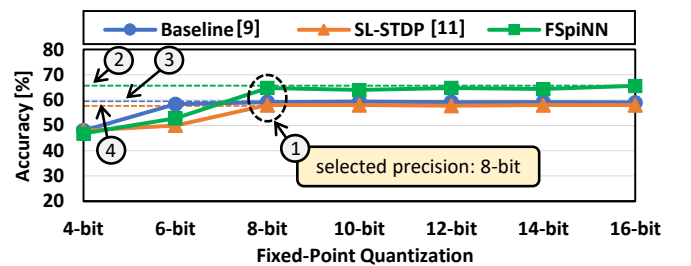 Baseline [9] SL-STDP [11] FSpiNN
Accuracy [%]
80
70
60
50
40
30
20
2
3
4
1
selected precision: 8-bit
4-bit 6-bit 8-bit 10-bit 12-bit 14-bit 16-bit
Fixed-Point Quantization